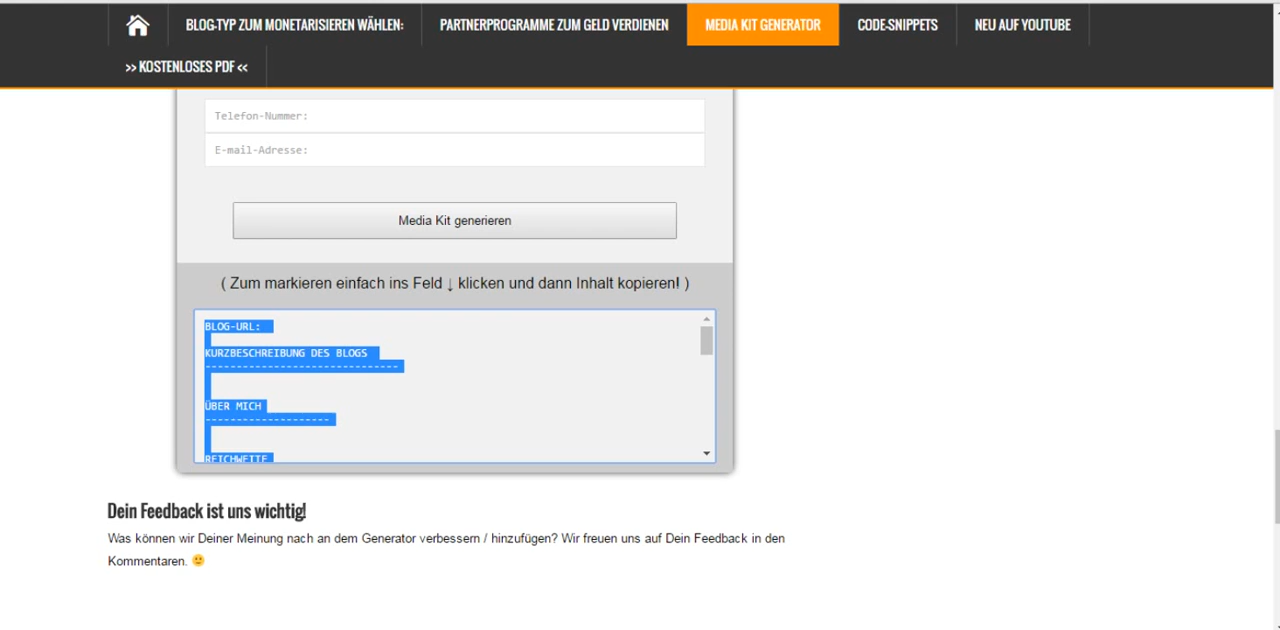 BLOG-TYP ZUM MONETARISIEREN WÄHLEN: PARTNERPROGRAMME ZUM GELD VERDIENEN MEDIA KIT GENERATOR CODE-SNIPPETS NEU AUF YOUTUBE
>> KOSTENLOSES PDF <<
Telefon-Nummer:
E-mail-Adresse:
Media Kit generieren
( Zum markieren einfach ins Feld ↓ klicken und dann Inhalt kopieren! )
BLOG-URL:
KURZBESCHREIBUNG DES BLOGS
--------------------------------
ÜBER MICH
---------------------
REICHWEITE
Dein Feedback ist uns wichtig!
Was können wir Deiner Meinung nach an dem Generator verbessern / hinzufügen? Wir freuen uns auf Dein Feedback in den
Kommentaren. 🙂